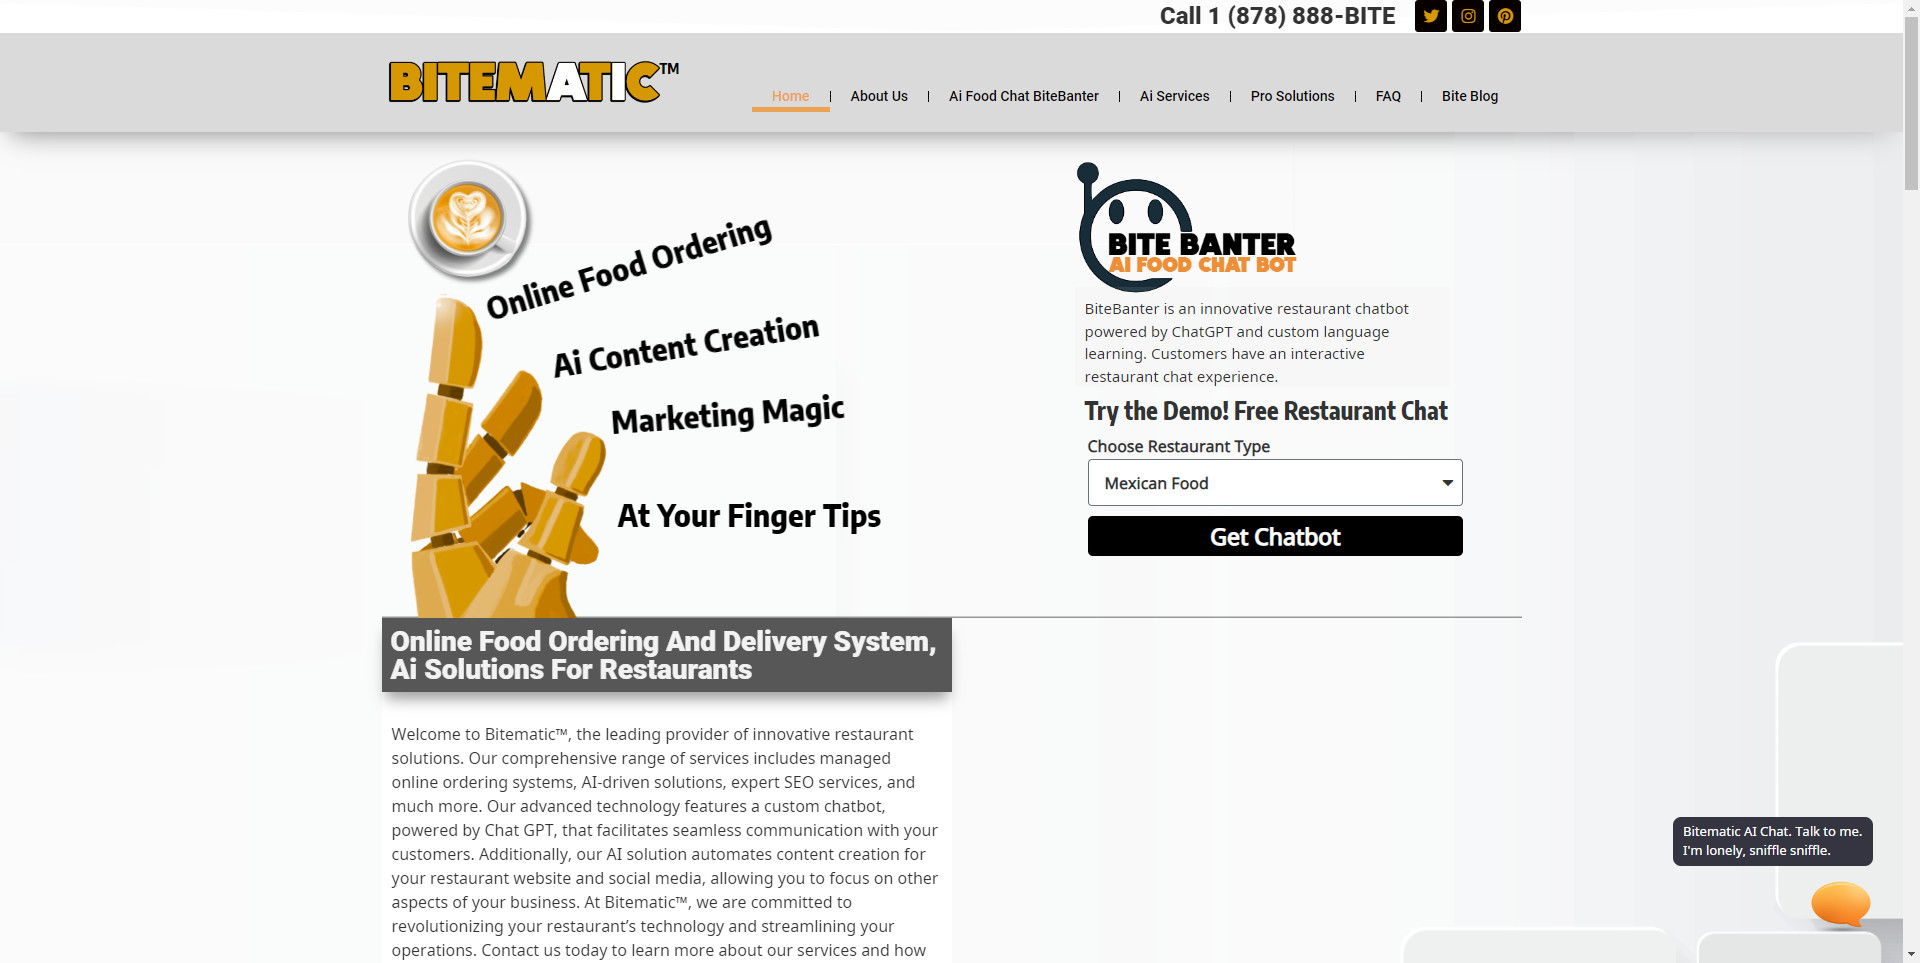 Call 1 (878) 888-BITE
BITEMATIC™
Home
About Us
Ai Food Chat BiteBanter
Ai Services
Pro Solutions
FAQ
Bite Blog
Online Food Ordering
Ai Content Creation
Marketing Magic
At Your Finger Tips
BITE BANTER
AI FOOD CHAT BOT
BiteBanter is an innovative restaurant chatbot
powered by ChatGPT and custom language
learning. Customers have an interactive
restaurant chat experience.
Try the Demo! Free Restaurant Chat
Choose Restaurant Type
Mexican Food
Get Chatbot
Online Food Ordering And Delivery System,
Ai Solutions For Restaurants
Welcome to Bitematic™, the leading provider of innovative restaurant
solutions. Our comprehensive range of services includes managed
online ordering systems, AI-driven solutions, expert SEO services, and
much more. Our advanced technology features a custom chatbot,
powered by Chat GPT, that facilitates seamless communication with your
customers. Additionally, our AI solution automates content creation for
your restaurant website and social media, allowing you to focus on other
aspects of your business. At Bitematic™, we are committed to
revolutionizing your restaurant’s technology and streamlining your
operations. Contact us today to learn more about our services and how
Bitematic AI Chat. Talk to me.
I'm lonely, sniffle sniffle.